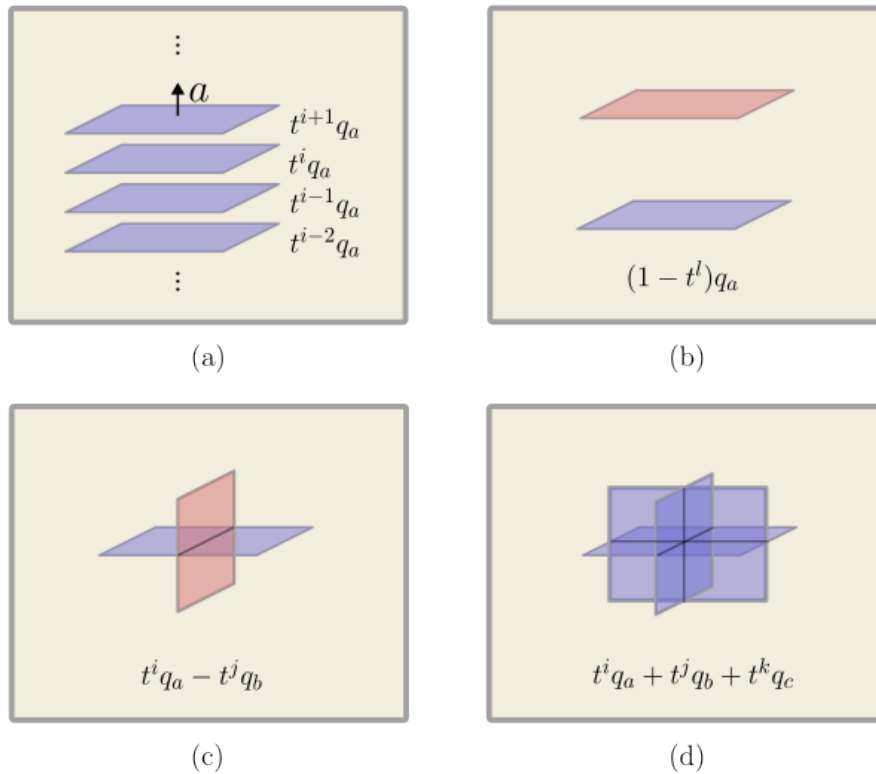 ⋮
a
t^{i+1}q_a
t^i q_a
t^{i-1}q_a
t^{i-2}q_a
⋮
(a)
(1 − t^l)q_a
(b)
t^i q_a − t^j q_b
(c)
t^i q_a + t^j q_b + t^k q_c
(d)